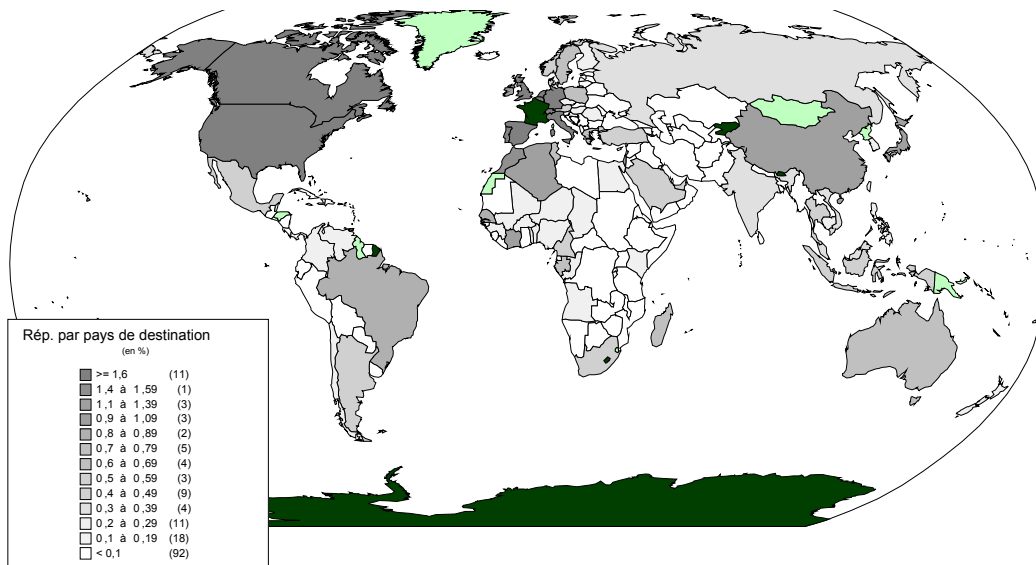 Rép. par pays de destination
(en %)
>= 1,6 (11)
1,4 à 1,59 (1)
1,1 à 1,39 (3)
0,9 à 1,09 (3)
0,8 à 0,89 (2)
0,7 à 0,79 (5)
0,6 à 0,69 (4)
0,5 à 0,59 (3)
0,4 à 0,49 (9)
0,3 à 0,39 (4)
0,2 à 0,29 (11)
0,1 à 0,19 (18)
< 0,1 (92)